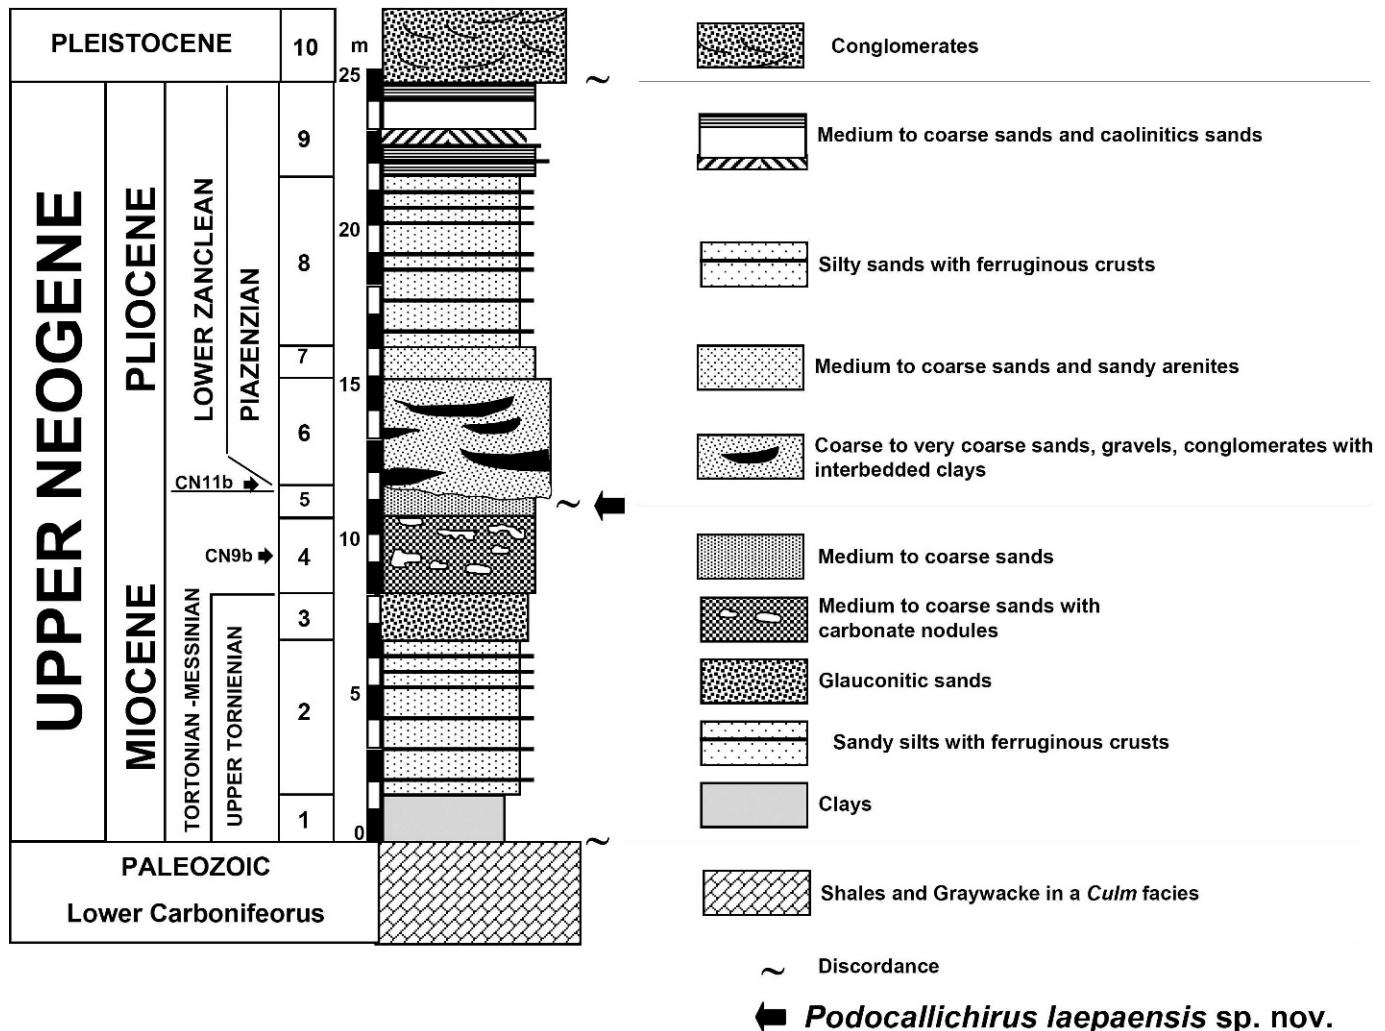 PLEISTOCENE
10
m
Conglomerates
25
UPPER NEOGENE
PLIOCENE
MIOCENE
LOWER ZANCLEAN
PIAZENZIAN
CN11b
CN9b
TORTONIAN -MESSINIAN
UPPER TORNIENIAN
9
8
7
6
5
4
3
2
1
20
15
10
5
0
Medium to coarse sands and caolinitics sands
Silty sands with ferruginous crusts
Medium to coarse sands and sandy arenites
Coarse to very coarse sands, gravels, conglomerates with
interbedded clays
Medium to coarse sands
Medium to coarse sands with
carbonate nodules
Glauconitic sands
Sandy silts with ferruginous crusts
Clays
PALEOZOIC
Lower Carbonifeorus
Shales and Graywacke in a Culm facies
~ Discordance
Podocallichirus laepaensis sp. nov.